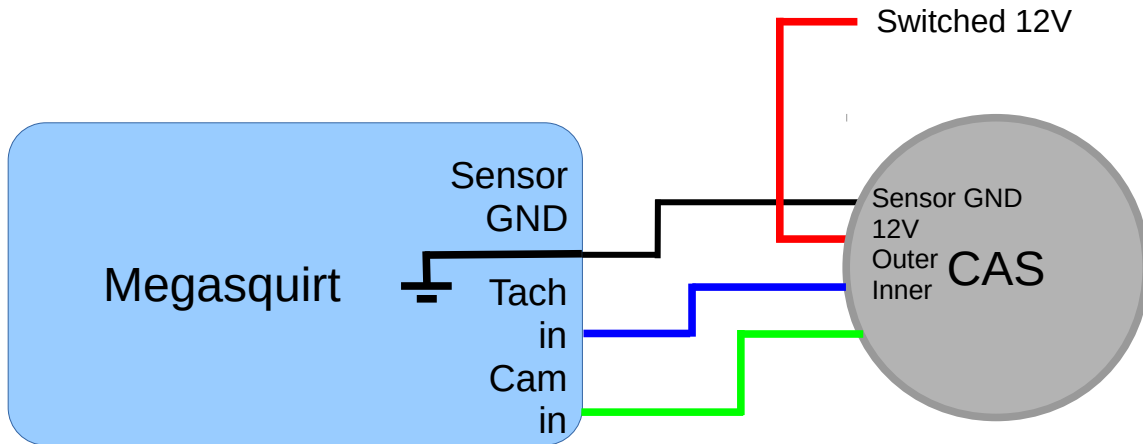 Switched 12V
Sensor
GND
Megasquirt
Tach
in
Cam
in
Sensor GND
12V
Outer
Inner
CAS